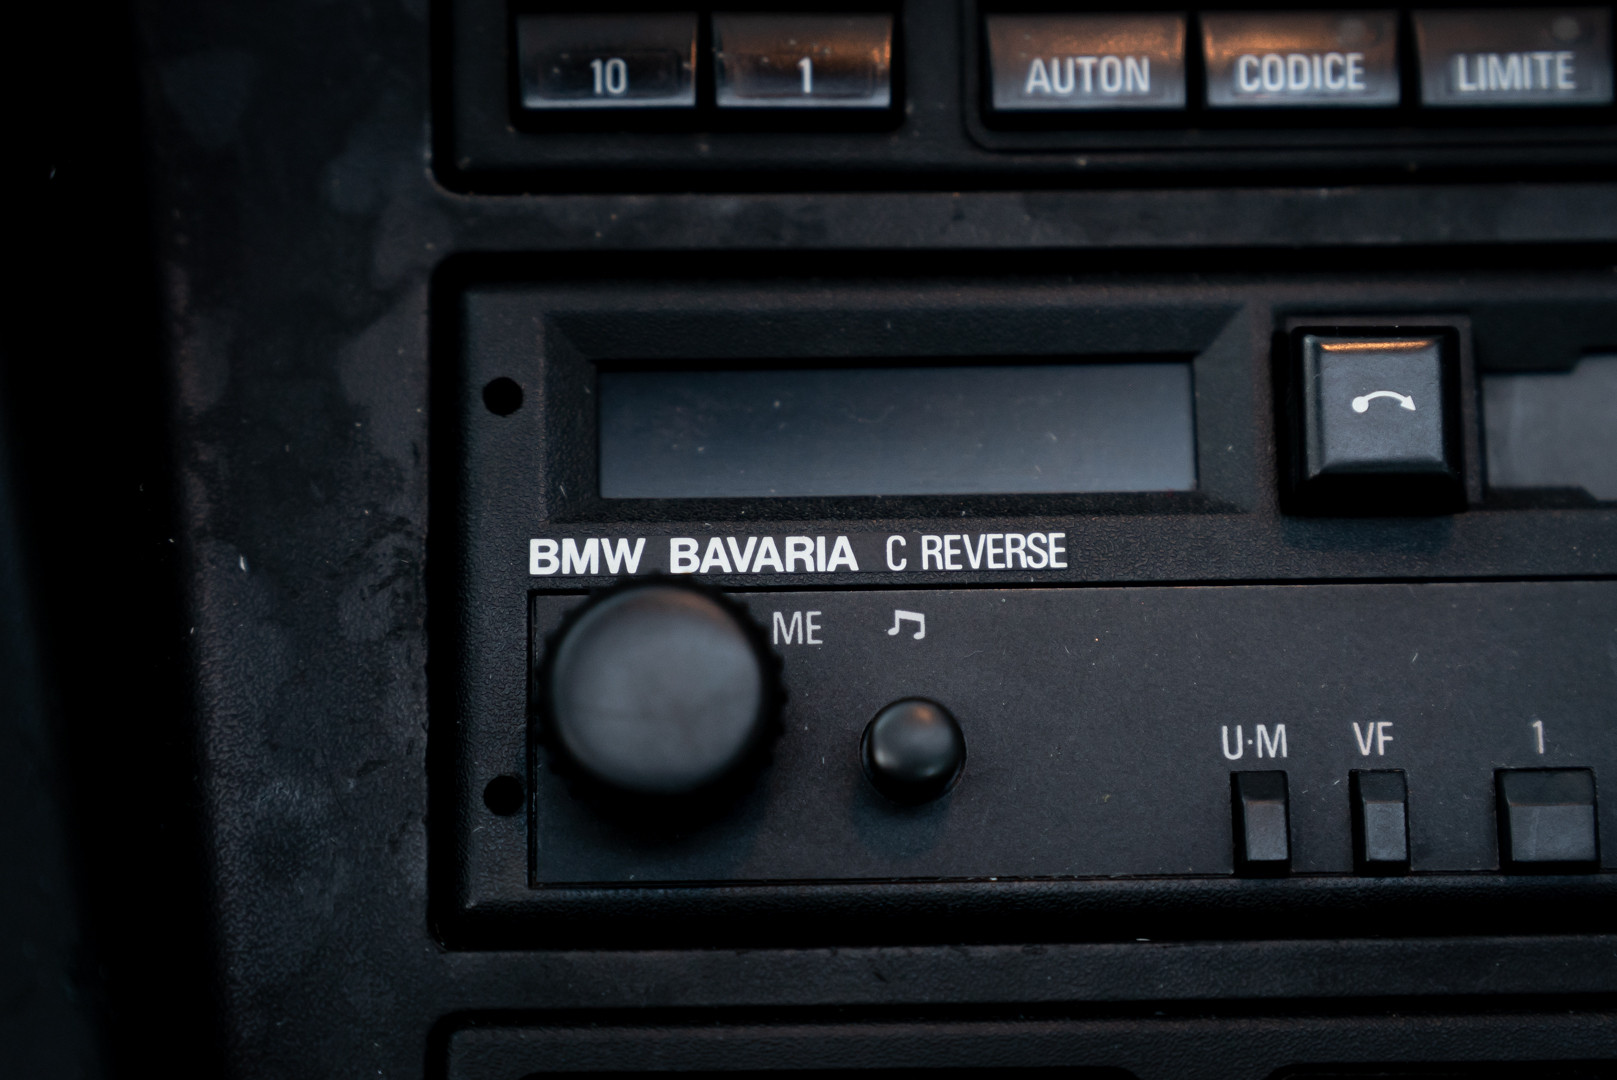 10 1 AUTON CODICE LIMITE
BMW BAVARIA C REVERSE
ME
U·M VF 1